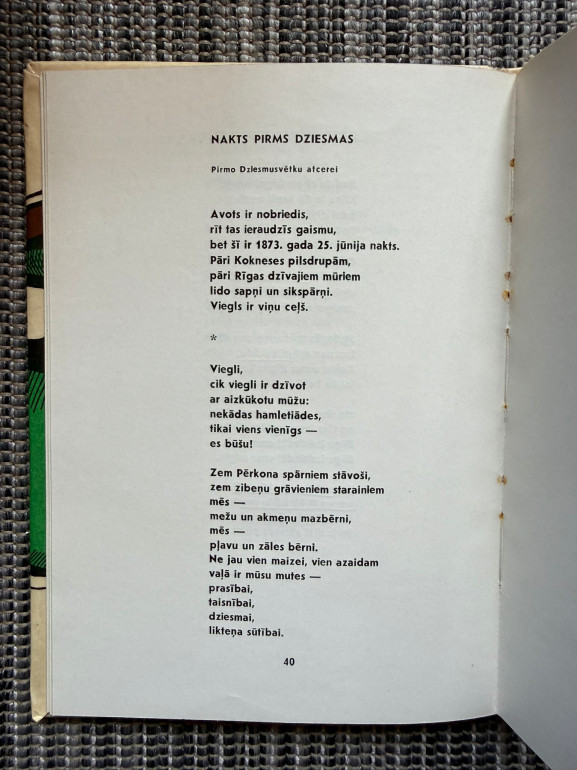 NAKTS PIRMS DZIESMAS
Pirmo Dziesmusvētku atcerei
Avots ir nobriedis,
rīt tas ieraudzīs gaismu,
bet šī ir 1873. gada 25. jūnija nakts.
Pāri Kokneses pilsdrupām,
pāri Rīgas dzīvajiem mūriem
lido sapņi un sikspārņi.
Viegls ir viņu ceļš.
*
Viegli,
cik viegli ir dzīvot
ar aizkūkotu mūžu:
nekādas hamletiādes,
tikai viens vienīgs —
es būšu!
Zem Pērkona spārniem stāvoši,
zem zibeņu grāvieniem starainiem
mēs —
mežu un akmeņu mazbērni,
mēs —
pļavu un zāles bērni.
Ne jau vien maizei, vien azaidam
vaļā ir mūsu mutes —
prasībai,
taisnībai,
dziesmai,
likteņa sūtībai.
40